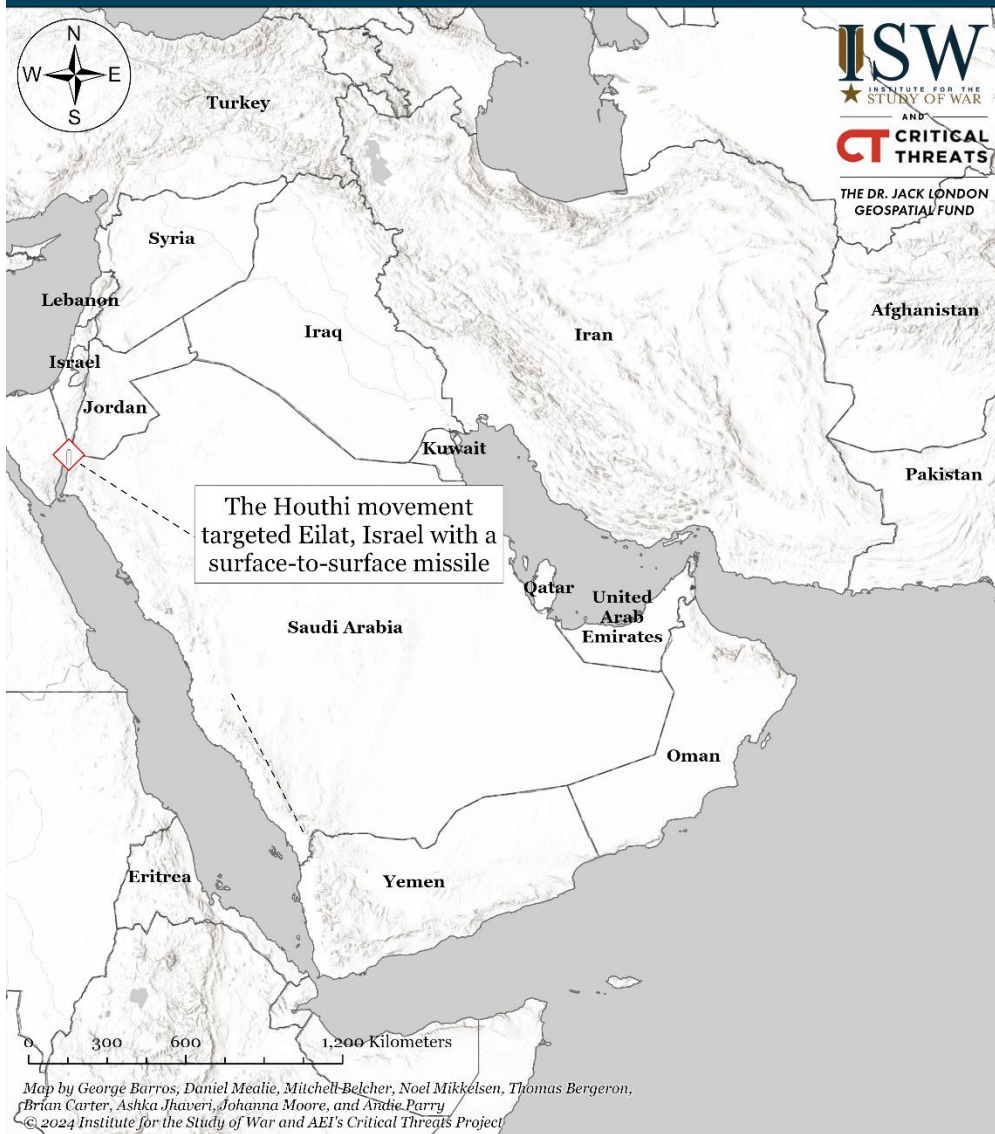 N
W E
S
ISW
INSTITUTE FOR THE
STUDY OF WAR
AND
CT CRITICAL
THREATS
THE DR. JACK LONDON
GEOSPATIAL FUND
Turkey
Syria
Lebanon
Iraq
Iran
Afghanistan
Israel
Jordan
Kuwait
Pakistan
The Houthi movement
targeted Eilat, Israel with a
surface-to-surface missile
Qatar
United
Arab
Emirates
Saudi Arabia
Oman
Eritrea
Yemen
0 300 600 1,200 Kilometers
Map by George Barros, Daniel Mealie, Mitchell Belcher, Noel Mikkelsen, Thomas Bergeron,
Brian Carter, Ashka Jhaveri, Johanna Moore, and Andie Parry
© 2024 Institute for the Study of War and AEI's Critical Threats Project